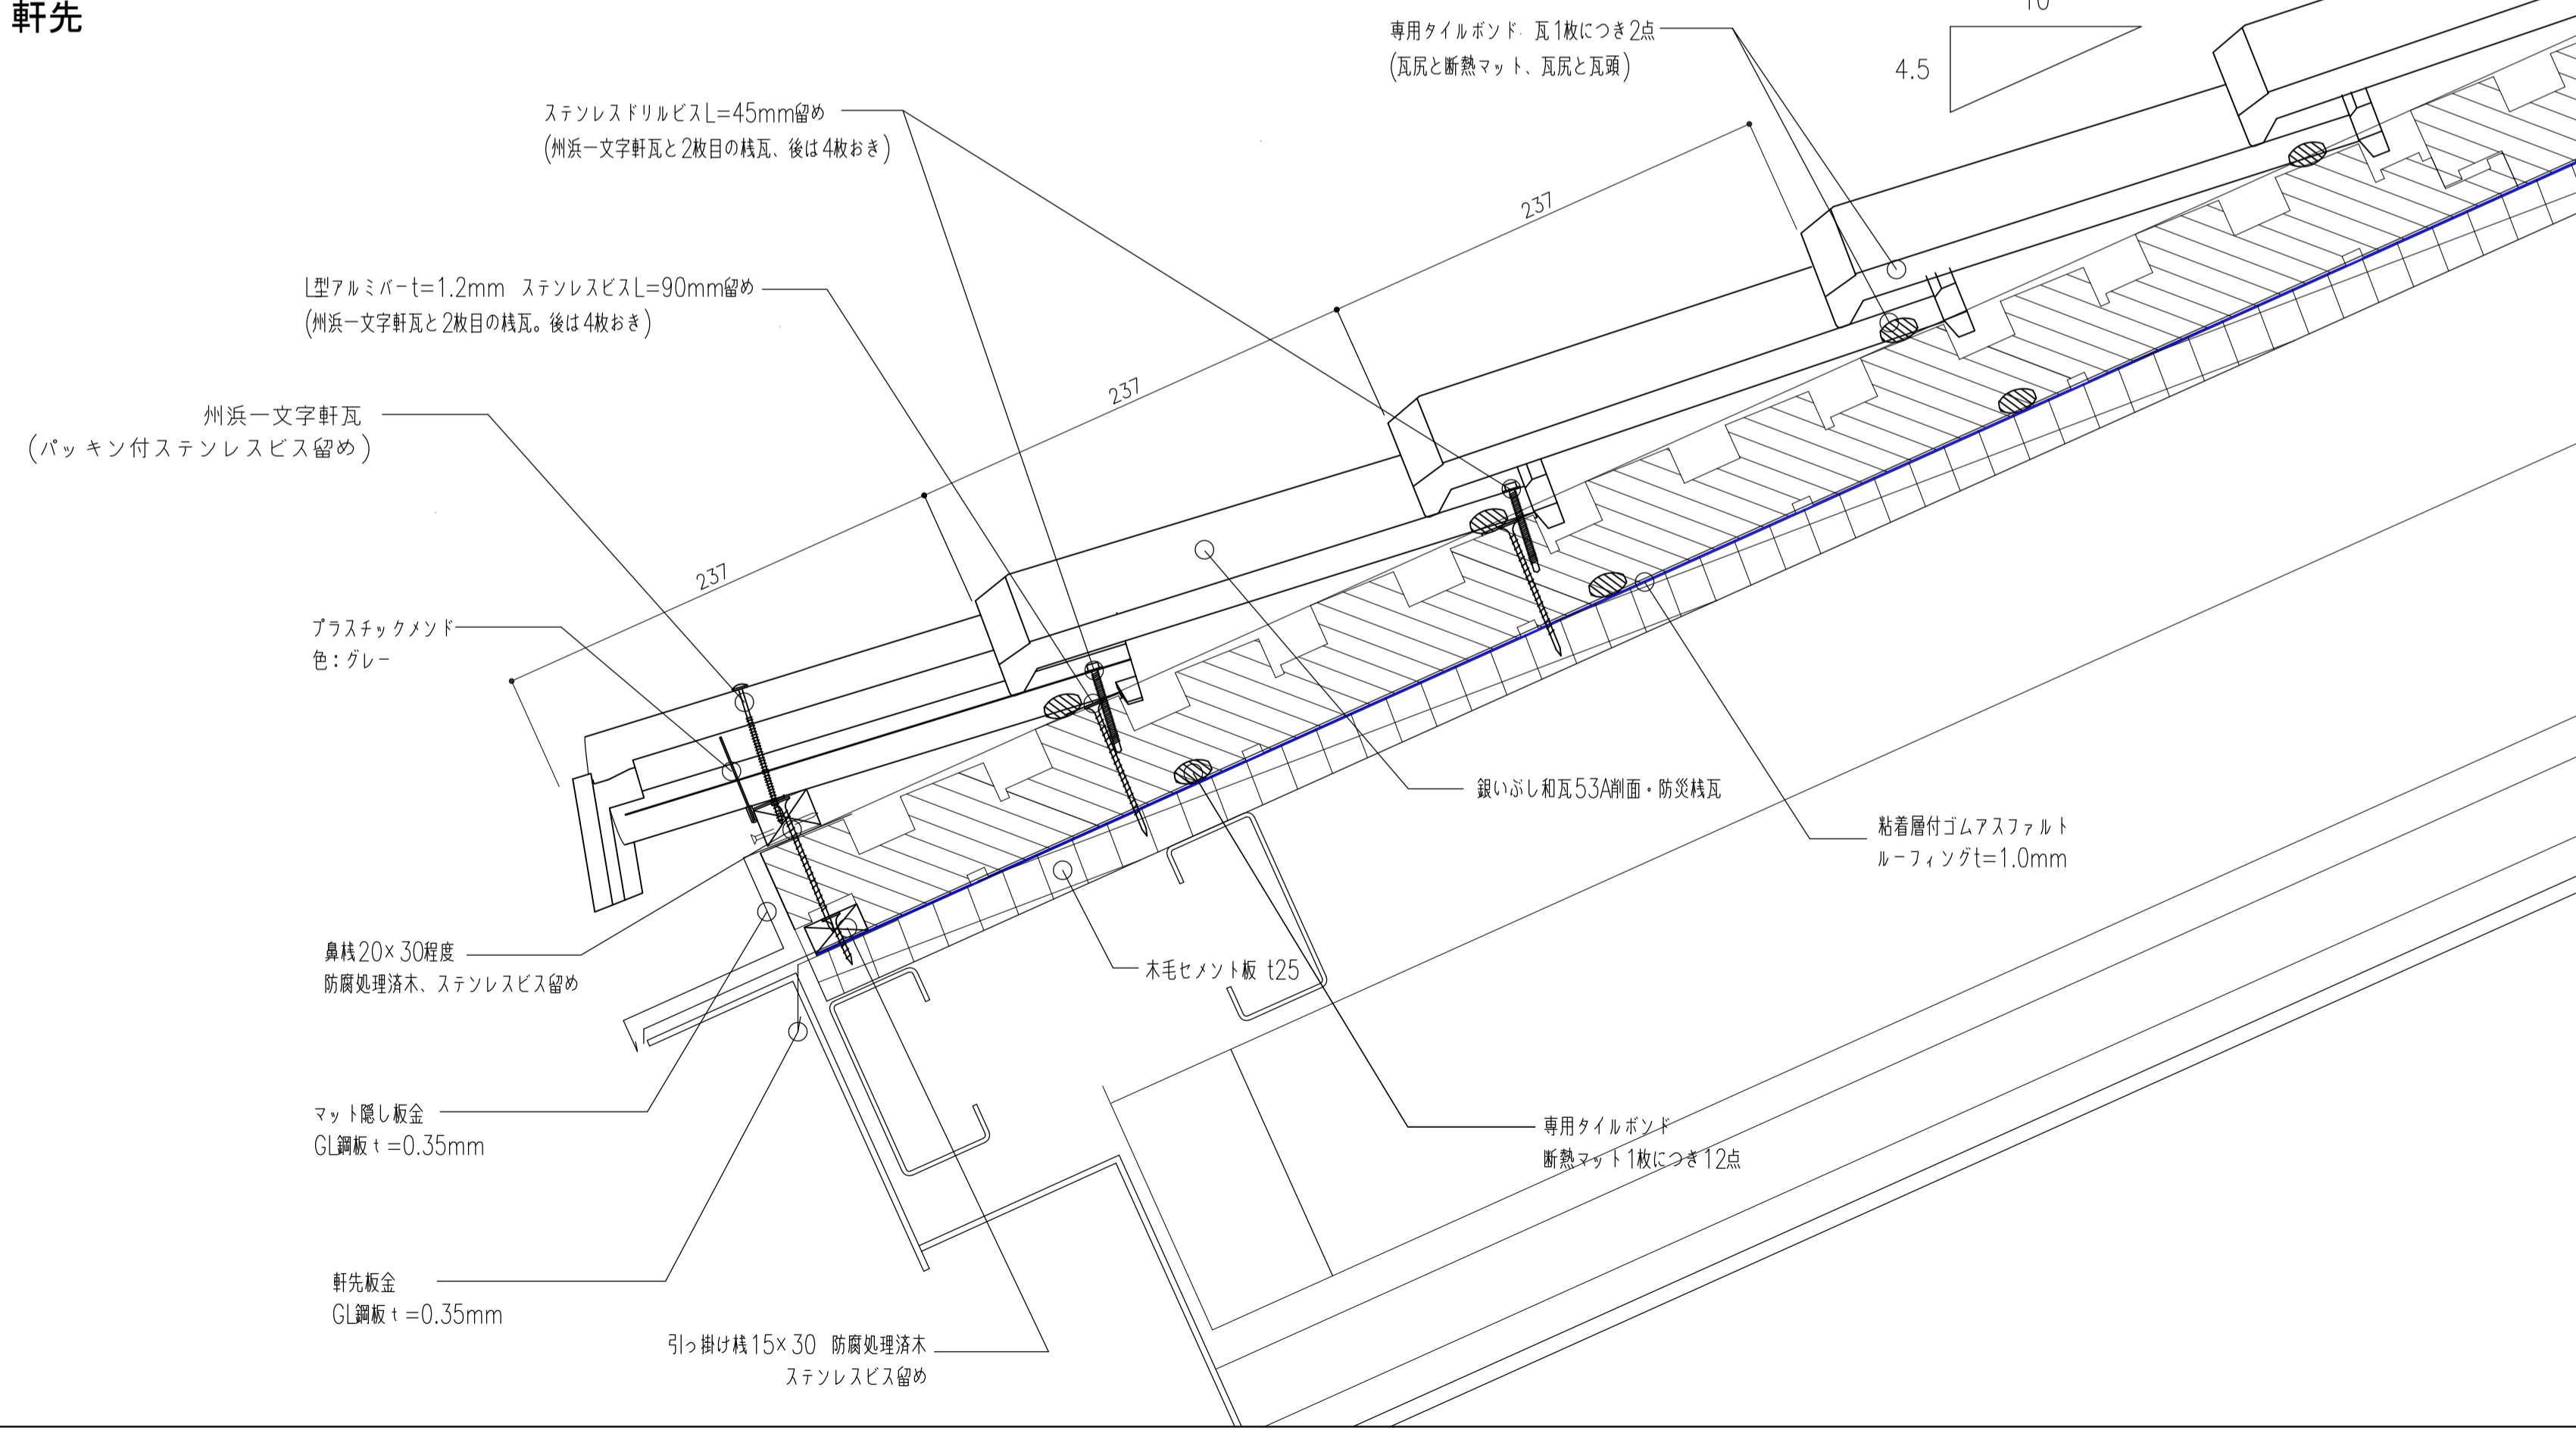 軒先
10
4.5
専用タイルボンド 瓦1枚につき2点
(瓦尻と断熱マット、瓦尻と瓦頭)
ステンレスドリルビスL=45mm留め
(州浜一文字軒瓦と2枚目の桟瓦、後は4枚おき)
L型アルミバーt=1.2mm ステンレスビスL=90mm留め
(州浜一文字軒瓦と2枚目の桟瓦。後は4枚おき)
州浜一文字軒瓦
(パッキン付ステンレスビス留め)
237
237
237
プラスチックメンド
色：グレー
銀いぶし和瓦53A削面・防災桟瓦
粘着層付ゴムアスファルト
ルーフィングt=1.0mm
鼻桟20×30程度
防腐処理済木、ステンレスビス留め
木毛セメント板 t25
マット隠し板金
GL鋼板t=0.35mm
専用タイルボンド
断熱マット1枚につき12点
軒先板金
GL鋼板t=0.35mm
引っ掛け桟15×30 防腐処理済木
ステンレスビス留め